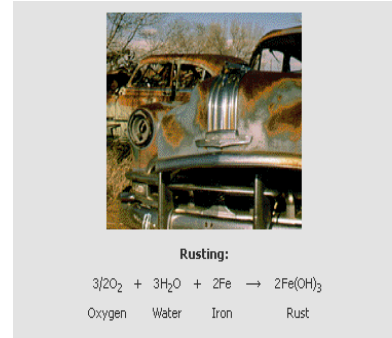 Rusting:
3/2O₂ + 3H₂O + 2Fe → 2Fe(OH)₃
Oxygen Water Iron Rust